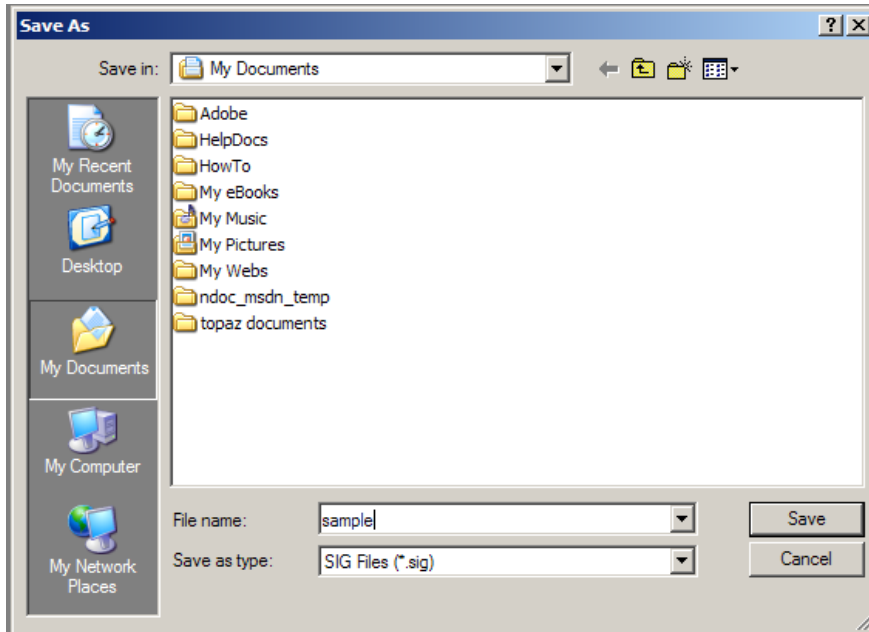 Save As
Save in:
My Documents
My Recent
Documents
Desktop
My Documents
My Computer
My Network
Places
Adobe
HelpDocs
HowTo
My eBooks
My Music
My Pictures
My Webs
ndoc_msdn_temp
topaz documents
File name:
sample
Save
Save as type:
SIG Files (*.sig)
Cancel